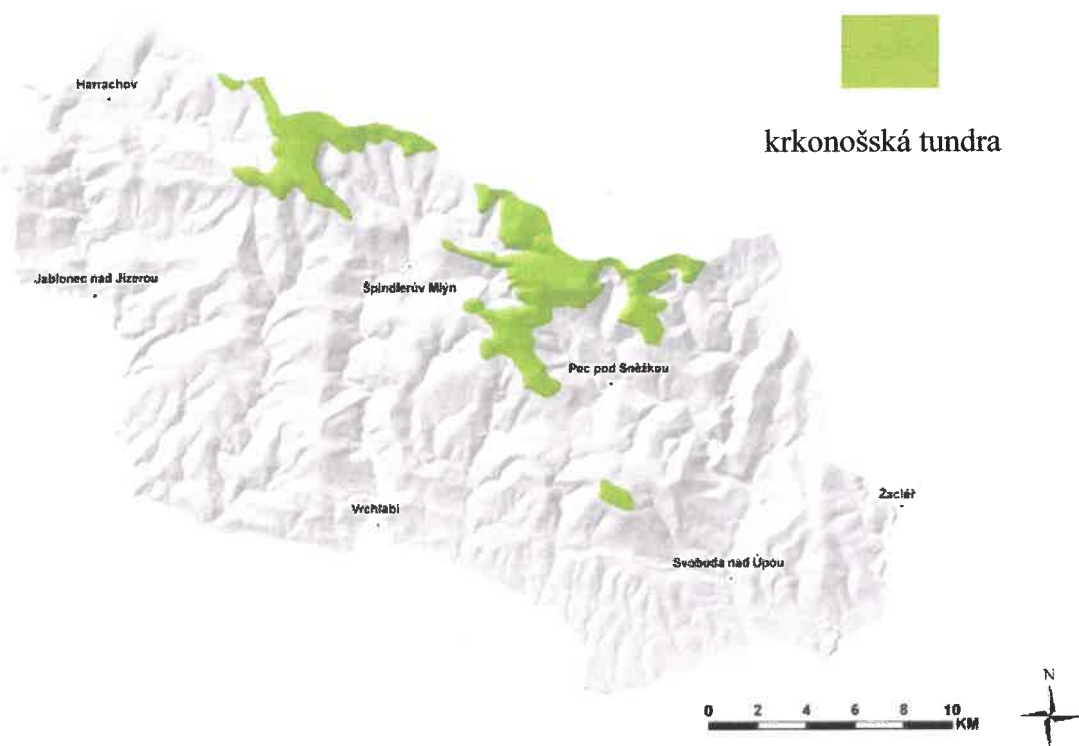 Harrachov
krkonošská tundra
Jablonec nad Jizerou
Špindlerův Mlýn
Pec pod Sněžkou
Žacléř
Vrchlabí
Svoboda nad Úpou
N
0 2 4 6 8 10
KM